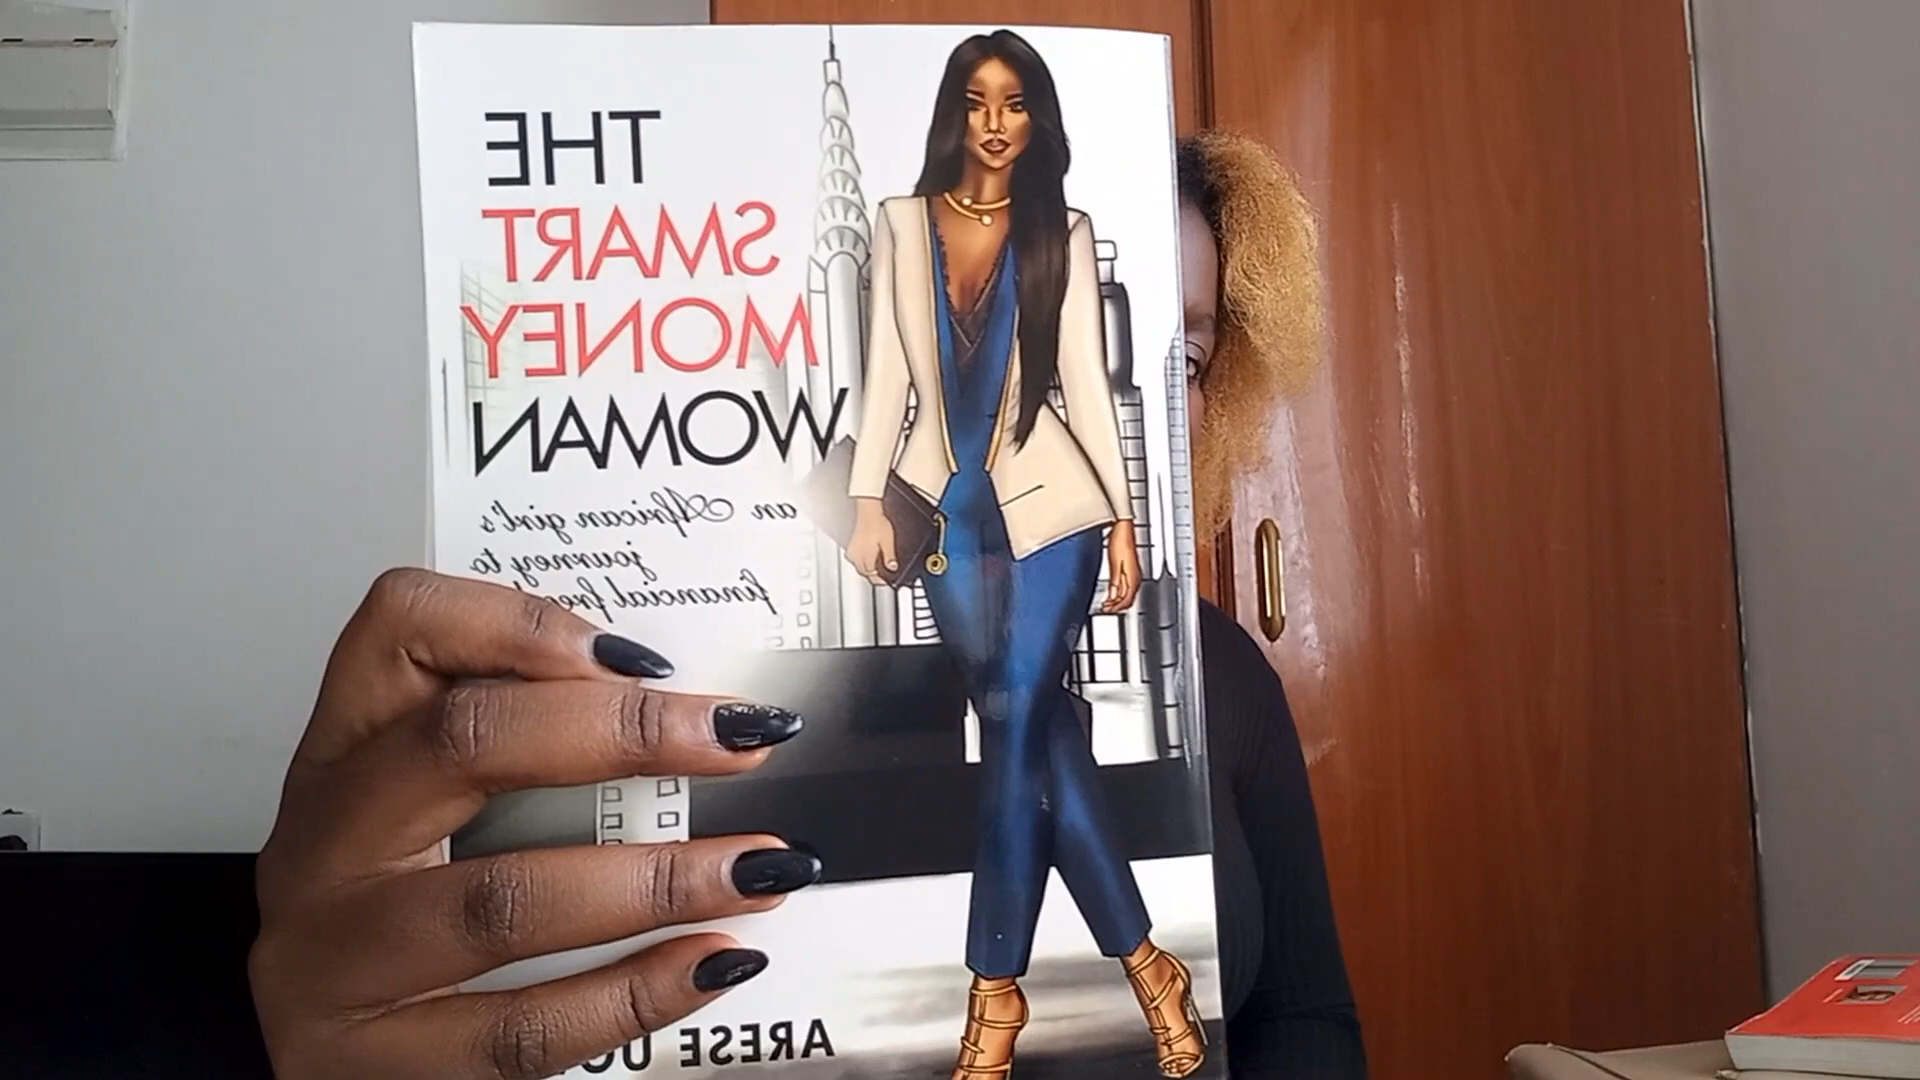 THE
SMART
MONEY
WOMAN
an African girl's
journey to
financial
ARESE